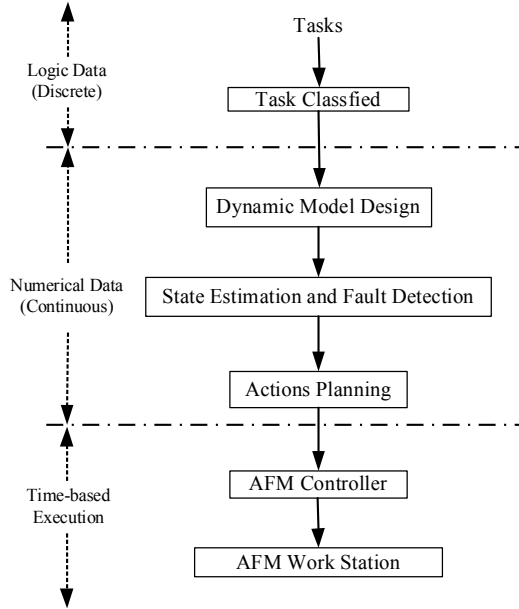 Tasks
Logic Data
(Discrete)
Task Classfied
Dynamic Model Design
Numerical Data
(Continuous)
State Estimation and Fault Detection
Actions Planning
AFM Controller
Time-based
Execution
AFM Work Station